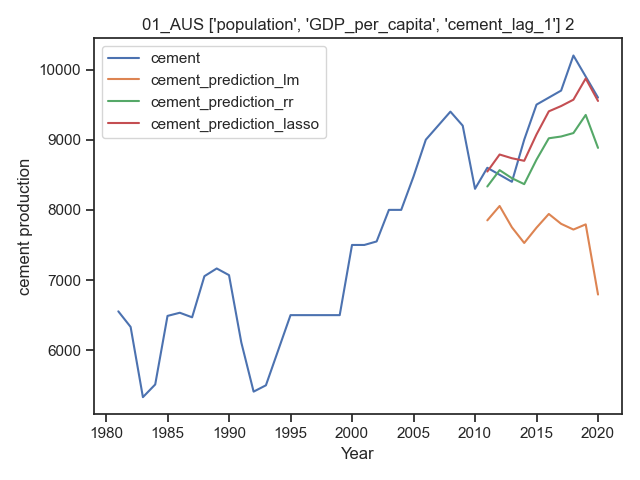 01_AUS ['population', 'GDP_per_capita', 'cement_lag_1'] 2
cement
cement_prediction_lm
cement_prediction_rr
cement_prediction_lasso
cement production
10000
9000
8000
7000
6000
1980 1985 1990 1995 2000 2005 2010 2015 2020
Year